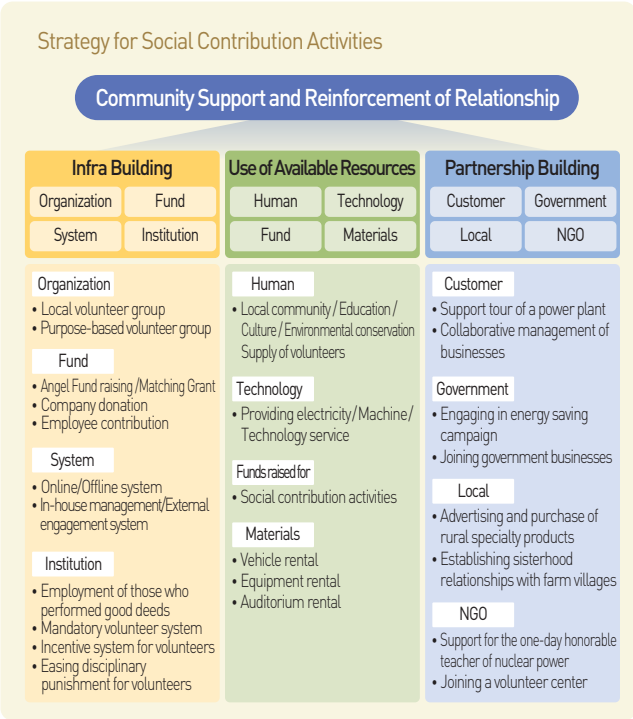 Strategy for Social Contribution Activities
Community Support and Reinforcement of Relationship
Infra Building
Organization Fund
System Institution
Organization
• Local volunteer group
• Purpose-based volunteer group
Fund
• Angel Fund raising /Matching Grant
• Company donation
• Employee contribution
System
• Online/Offline system
• In-house management/External
engagement system
Institution
• Employment of those who
performed good deeds
• Mandatory volunteer system
• Incentive system for volunteers
• Easing disciplinary
punishment for volunteers
Use of Available Resources
Human Technology
Fund Materials
Human
• Local community / Education /
Culture / Environmental conservation
Supply of volunteers
Technology
• Providing electricity/Machine/
Technology service
Funds raised for
• Social contribution activities
Materials
• Vehicle rental
• Equipment rental
• Auditorium rental
Partnership Building
Customer Government
Local NGO
Customer
• Support tour of a power plant
• Collaborative management of
businesses
Government
• Engaging in energy saving
campaign
• Joining government businesses
Local
• Advertising and purchase of
rural specialty products
• Establishing sisterhood
relationships with farm villages
NGO
• Support for the one-day honorable
teacher of nuclear power
• Joining a volunteer center